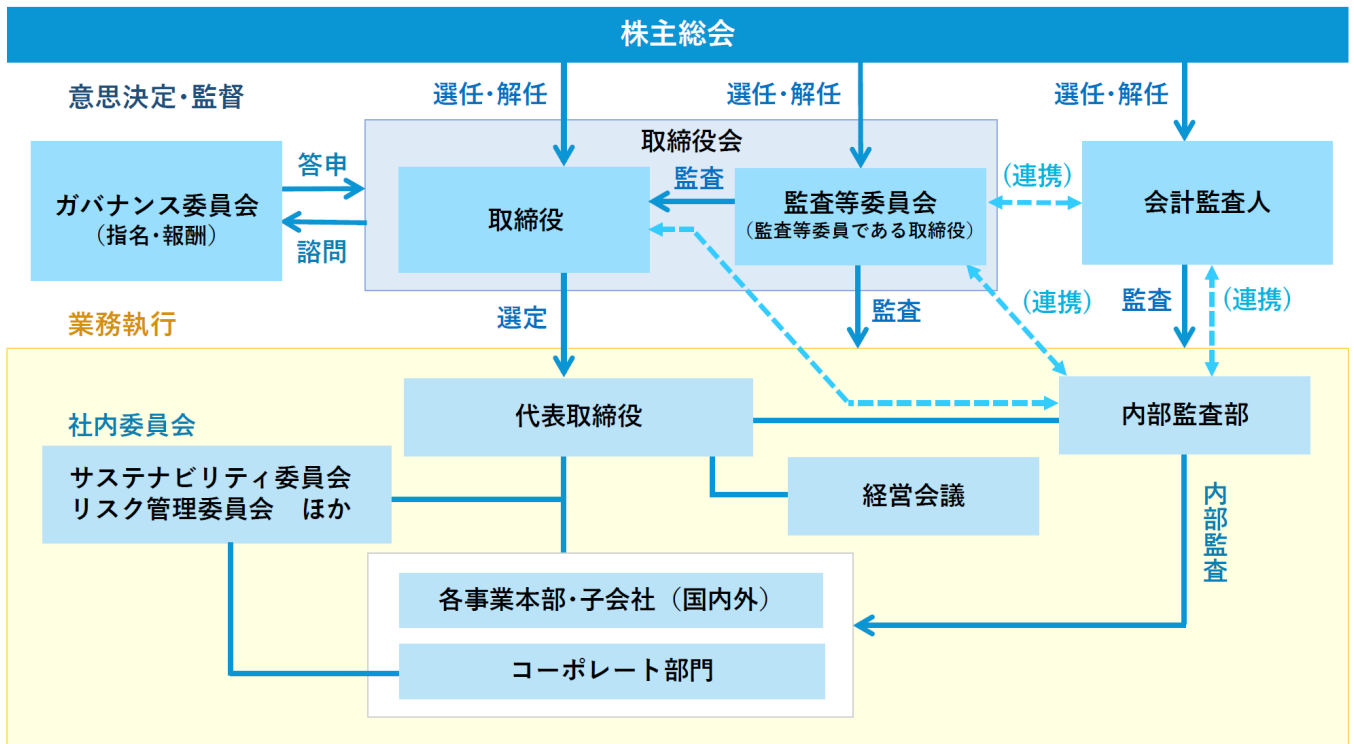 株主総会
意思決定・監督
選任・解任
選任・解任
選任・解任
取締役会
ガバナンス委員会
（指名・報酬）
答申
諮問
取締役
監査
監査等委員会
（監査等委員である取締役）
(連携)
会計監査人
業務執行
選定
監査
(連携)
監査
(連携)
代表取締役
内部監査部
社内委員会
サステナビリティ委員会
リスク管理委員会　ほか
経営会議
内部監査
各事業本部・子会社（国内外）
コーポレート部門